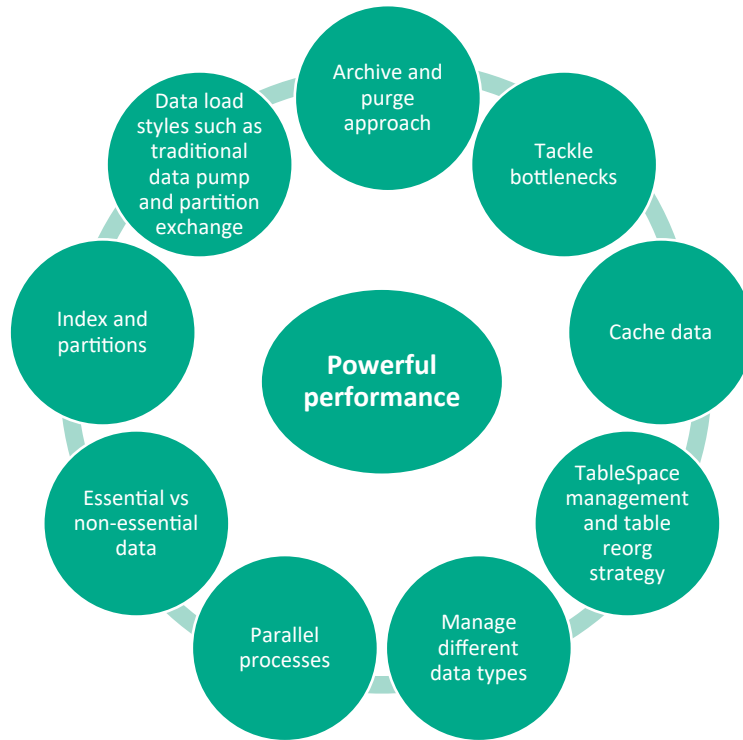 Archive and
purge
approach
Tackle
bottlenecks
Cache data
TableSpace
management
and table
reorg
strategy
Manage
different
data types
Parallel
processes
Essential vs
non-essential
data
Index and
partitions
Data load
styles such as
traditional
data pump
and partition
exchange
Powerful
performance